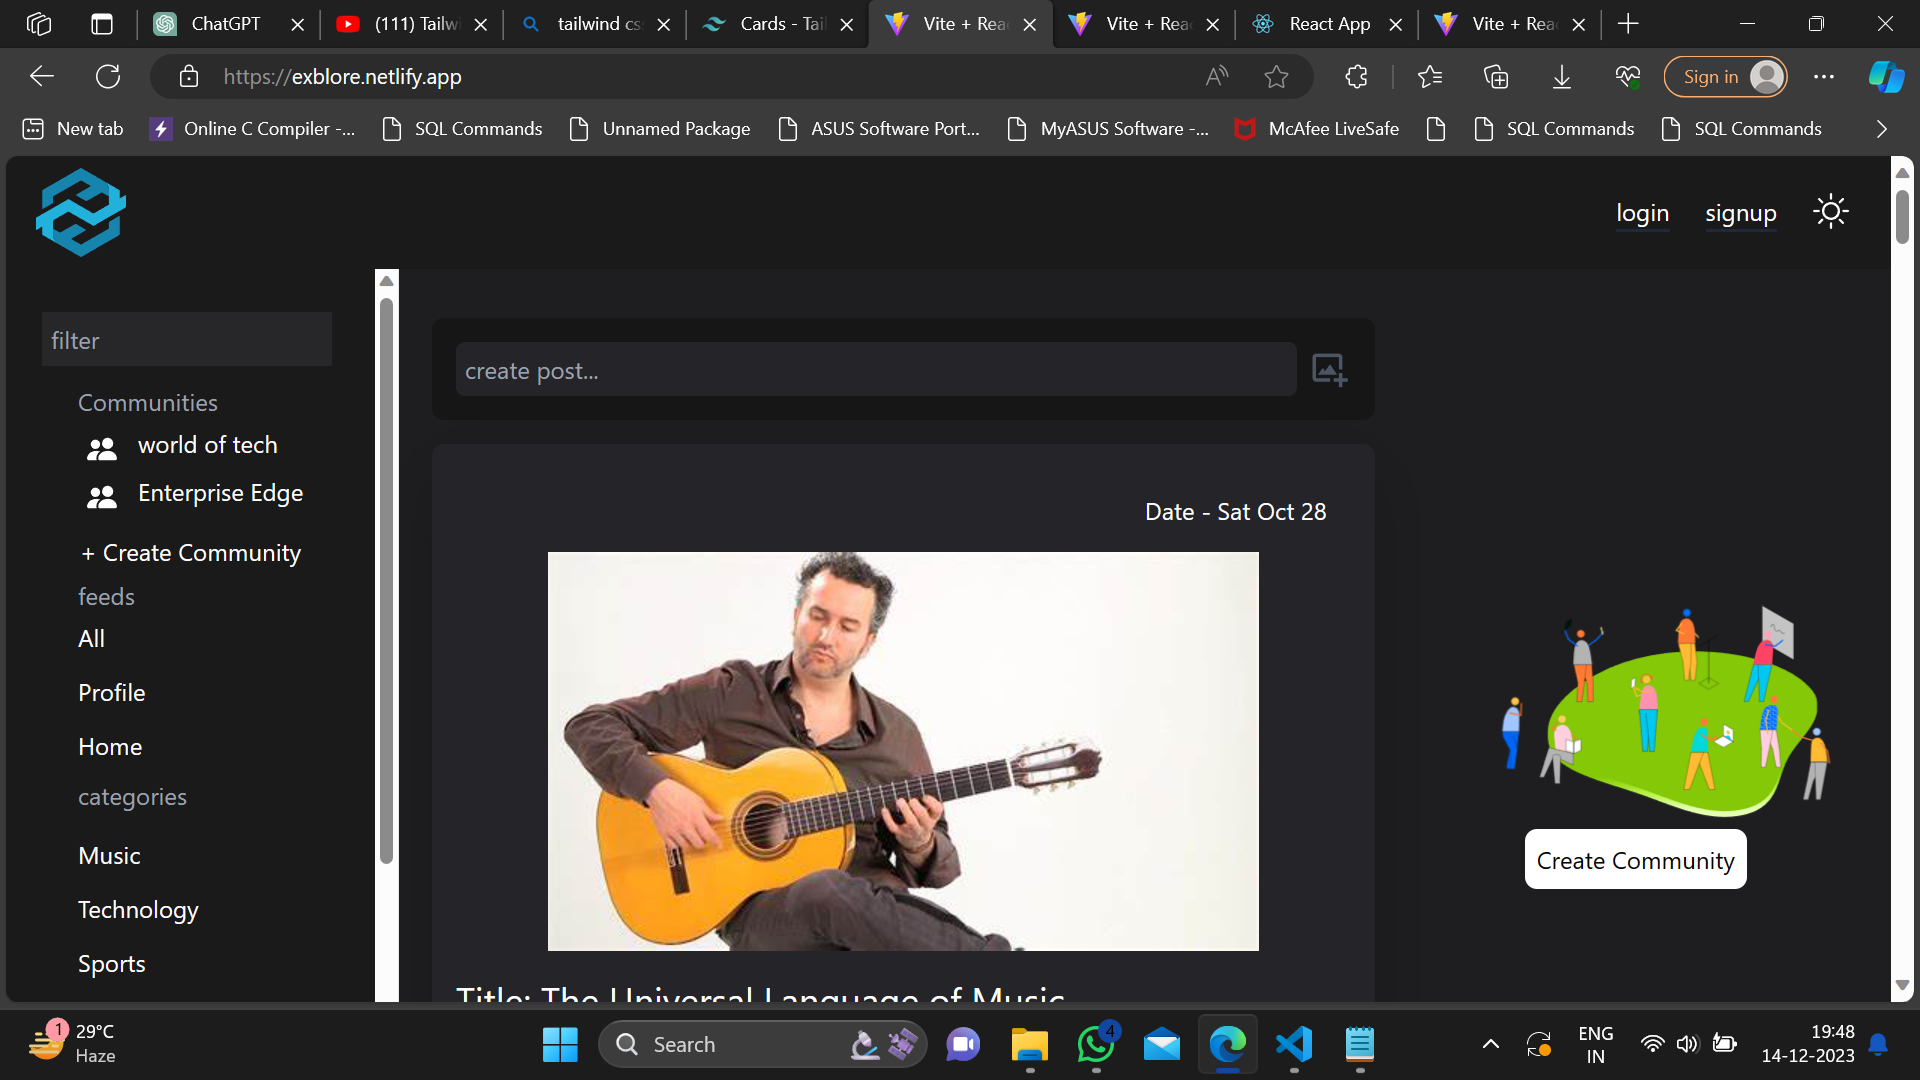 ChatGPT
(111) Tailwi
tailwind css
Cards - Tail
Vite + Reac
Vite + Reac
React App
Vite + Reac
https://exblore.netlify.app
Sign in
New tab
Online C Compiler -...
SQL Commands
Unnamed Package
ASUS Software Port...
MyASUS Software -...
McAfee LiveSafe
SQL Commands
SQL Commands
login
signup
filter
create post...
Communities
world of tech
Enterprise Edge
+ Create Community
feeds
All
Profile
Home
categories
Music
Technology
Sports
Date - Sat Oct 28
Title: The Universal Language of Music
Create Community
1
29°C
Haze
Search
4
ENG
IN
19:48
14-12-2023